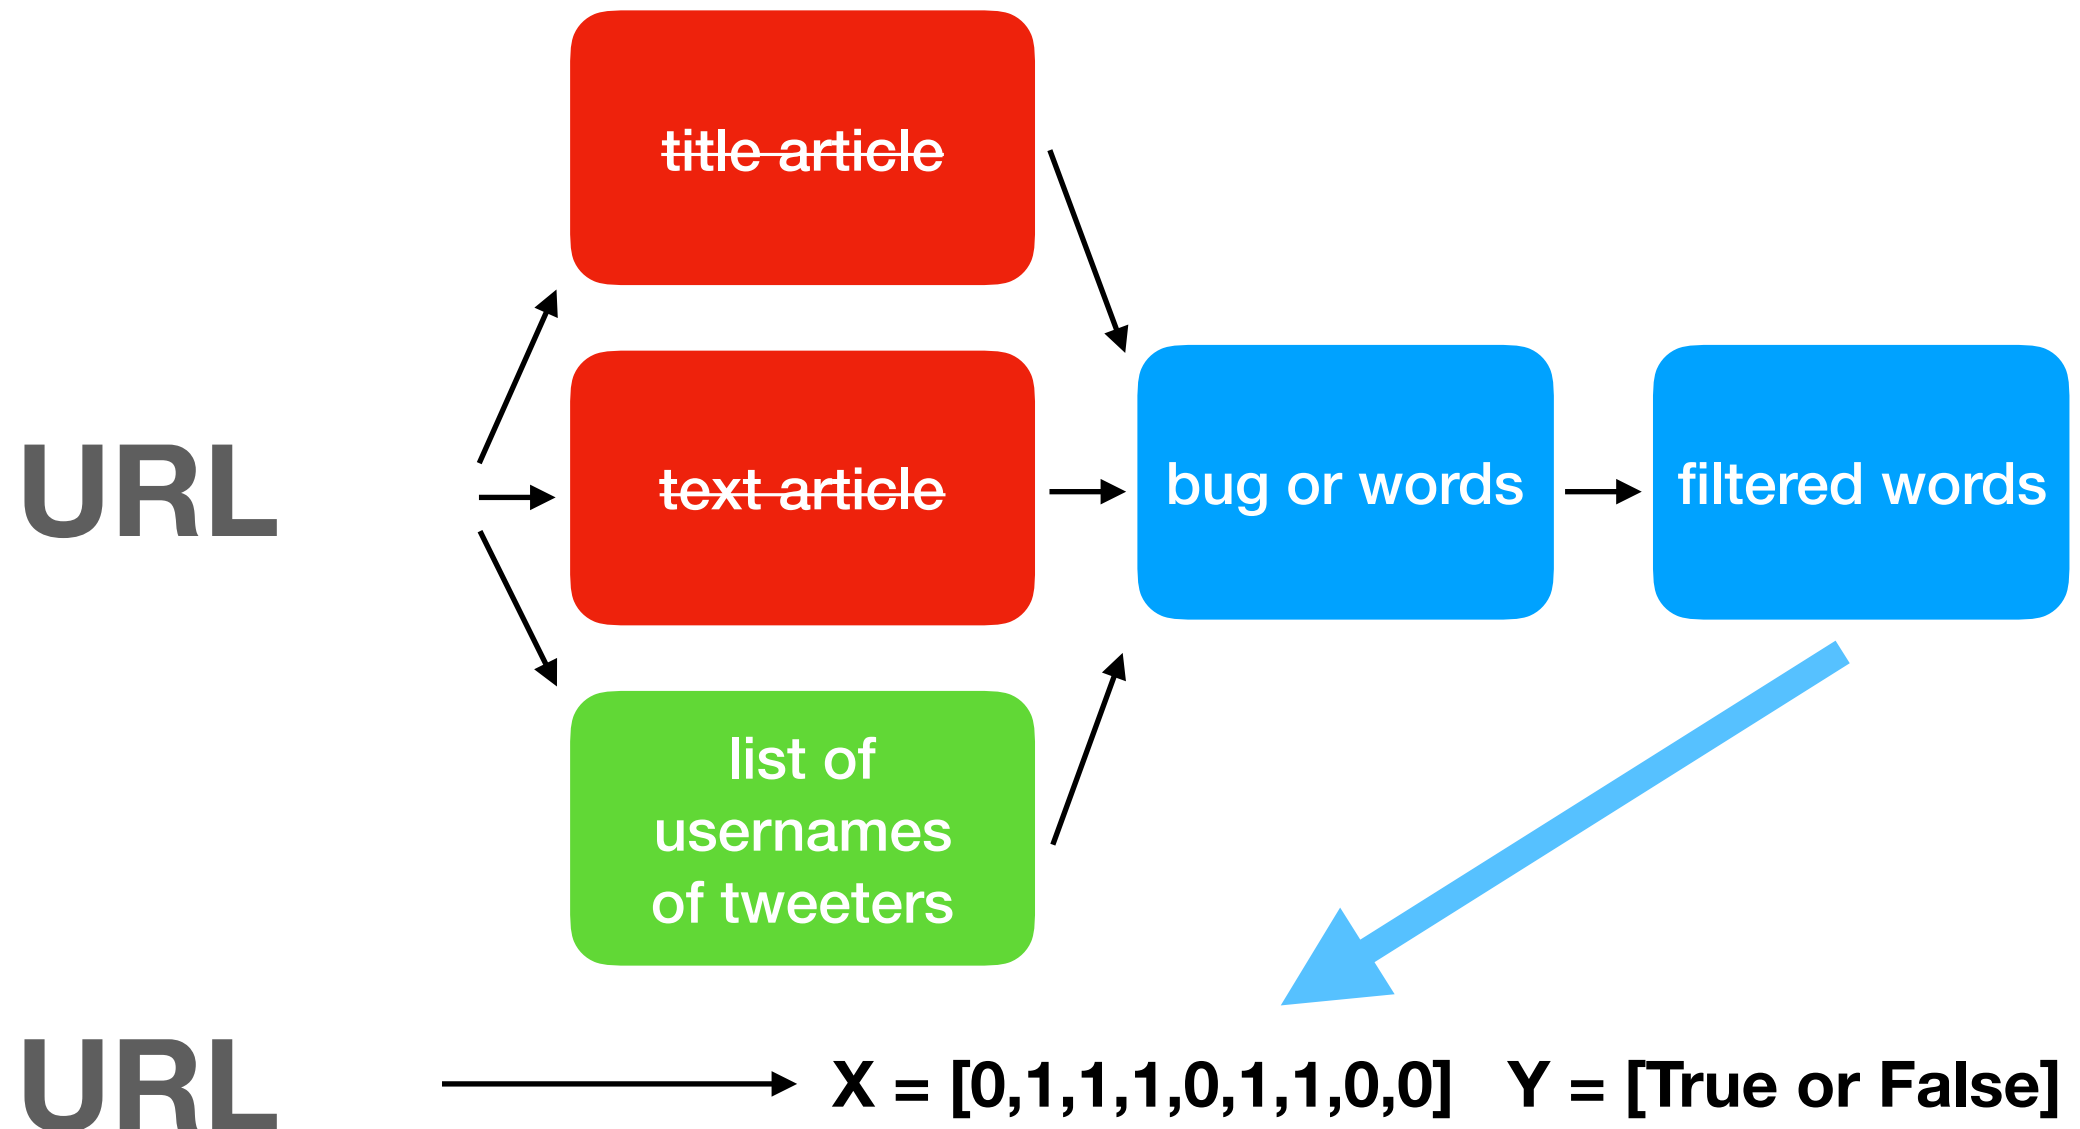 title article
URL
text article
bug or words
filtered words
list of
usernames
of tweeters
URL
X = [0,1,1,1,0,1,1,0,0]
Y = [True or False]